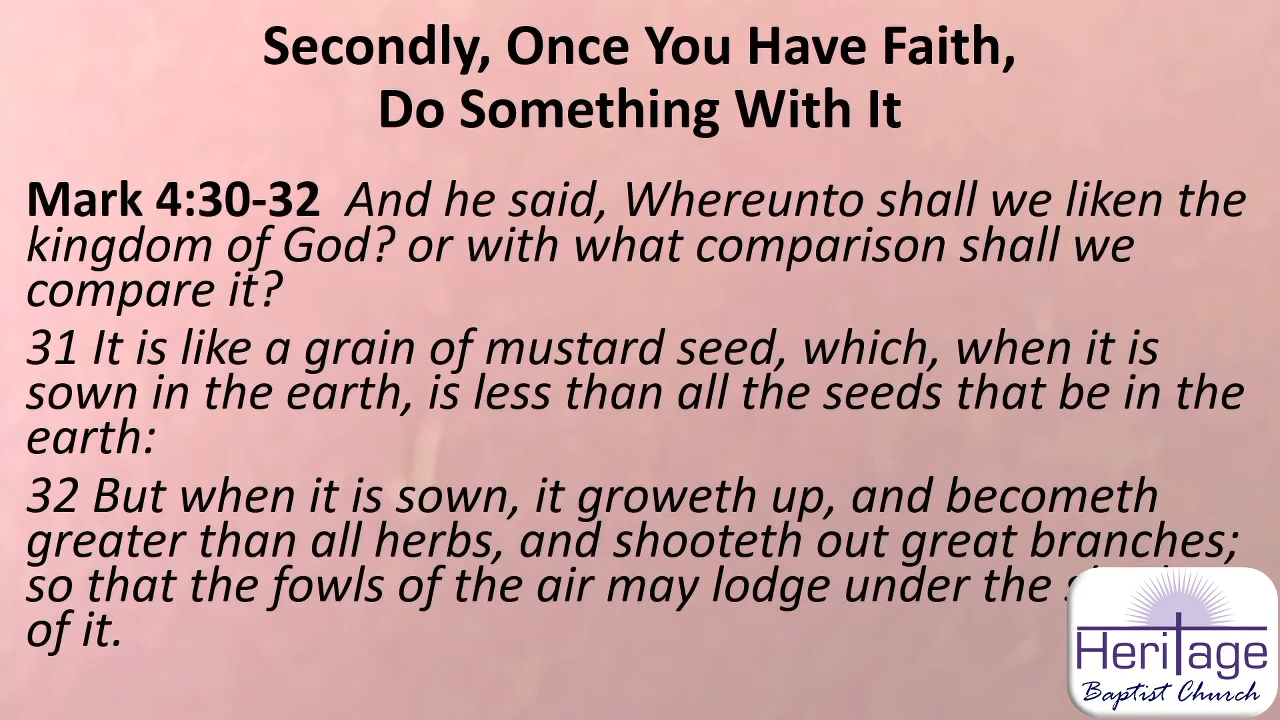 Secondly, Once You Have Faith,
Do Something With It
Mark 4:30-32 And he said, Whereunto shall we liken the
kingdom of God? or with what comparison shall we
compare it?
31 It is like a grain of mustard seed, which, when it is
sown in the earth, is less than all the seeds that be in the
earth:
32 But when it is sown, it groweth up, and becometh
greater than all herbs, and shooteth out great branches;
so that the fowls of the air may lodge under the
of it.
Heritage
Baptist Church